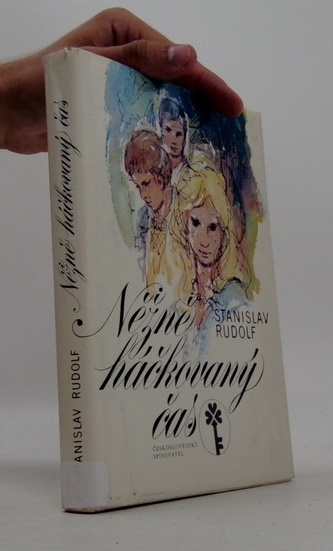 Něžně háčkovaný čas
ANISLAV RUDOLF
Něžně
STANISLAV
RUDOLF
háčkovaný
čas
ČESKOSLOVENSKÝ
SPISOVATEL